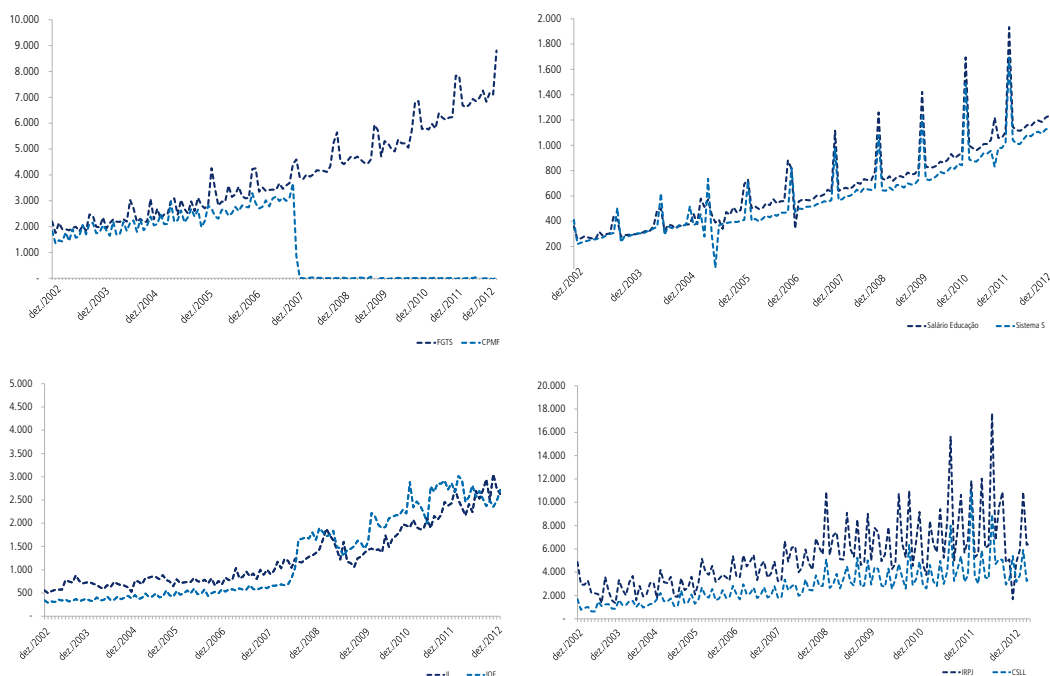 10.000
9.000
8.000
7.000
6.000
5.000
4.000
3.000
2.000
1.000
-
dez./2002
dez./2003
dez./2004
dez./2005
dez./2006
dez./2007
dez./2008
dez./2009
dez./2010
dez./2011
dez./2012
FGTS CPMF
2.000
1.800
1.600
1.400
1.200
1.000
800
600
400
200
dez./2002
dez./2003
dez./2004
dez./2005
dez./2006
dez./2007
dez./2008
dez./2009
dez./2010
dez./2011
dez./2012
Salário Educação Sistema S
5.000
4.500
4.000
3.500
3.000
2.500
2.000
1.500
1.000
500
-
dez./2002
dez./2003
dez./2004
dez./2005
dez./2006
dez./2007
dez./2008
dez./2009
dez./2010
dez./2011
dez./2012
II IOF
20.000
18.000
16.000
14.000
12.000
10.000
8.000
6.000
4.000
2.000
-
dez./2002
dez./2003
dez./2004
dez./2005
dez./2006
dez./2007
dez./2008
dez./2009
dez./2010
dez./2011
dez./2012
IRPJ CSLL